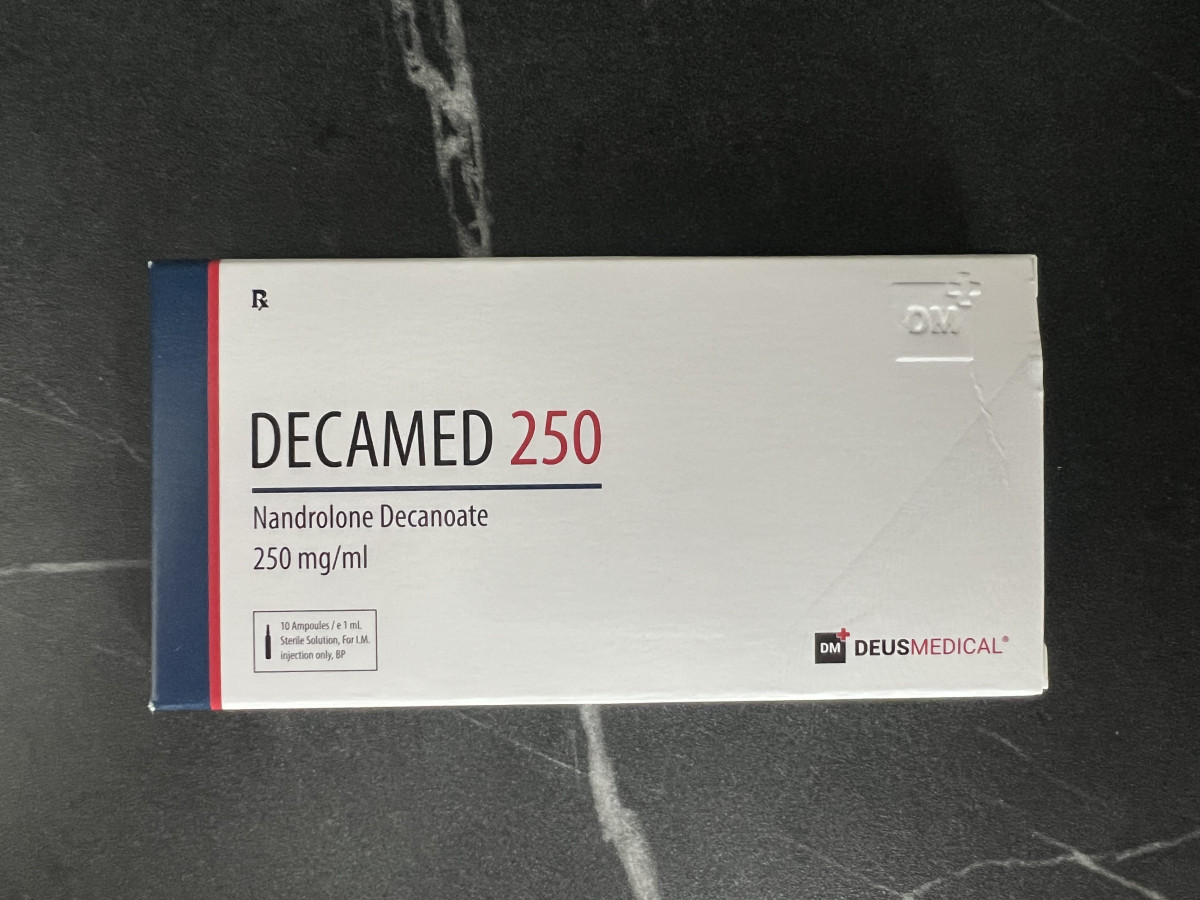 ℞
DM
DECAMED 250
Nandrolone Decanoate
250 mg/ml
10 Ampoules / e 1 mL
Sterile Solution, For I.M.
injection only, BP
DM DEUSMEDICAL®